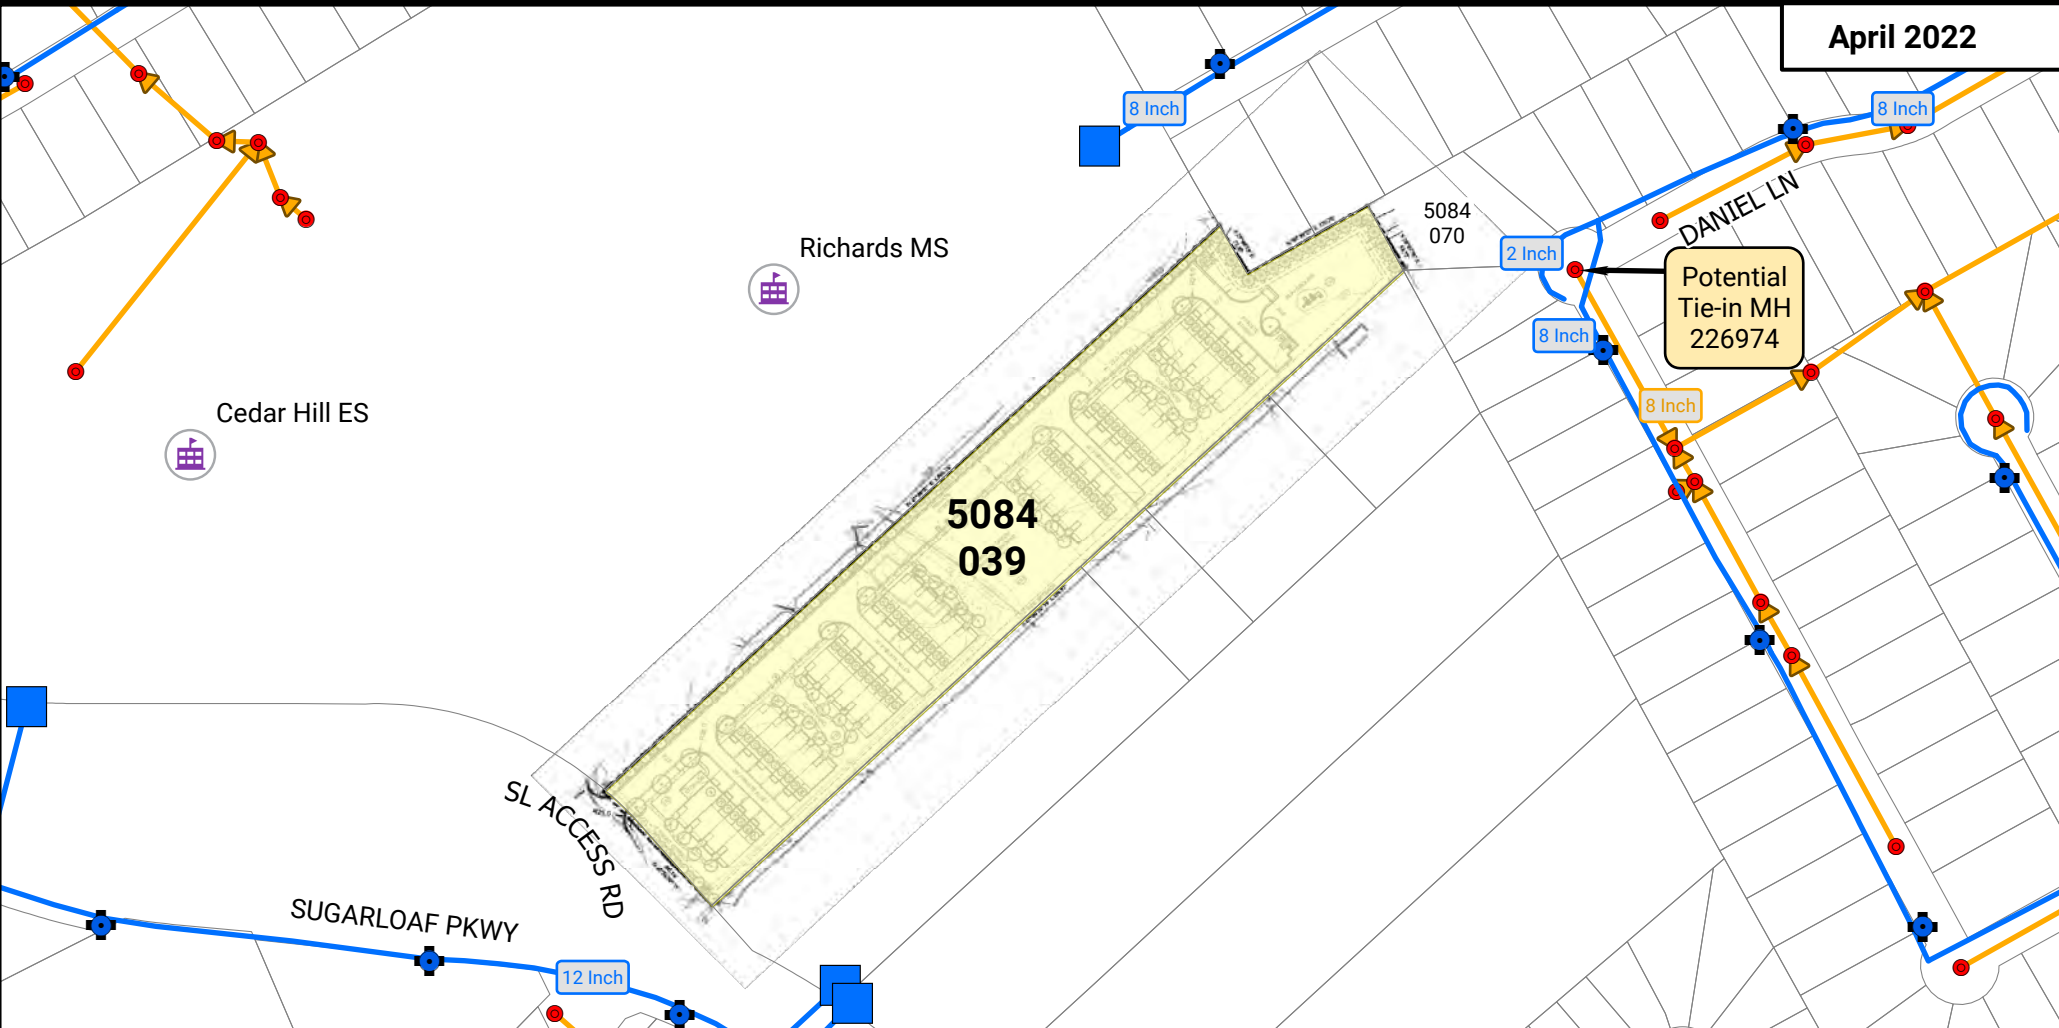 April 2022
8 Inch
8 Inch
DANIEL LN
5084
070
2 Inch
Richards MS
Potential
Tie-in MH
226974
8 Inch
8 Inch
Cedar Hill ES
5084
039
SL ACCESS RD
SUGARLOAF PKWY
12 Inch